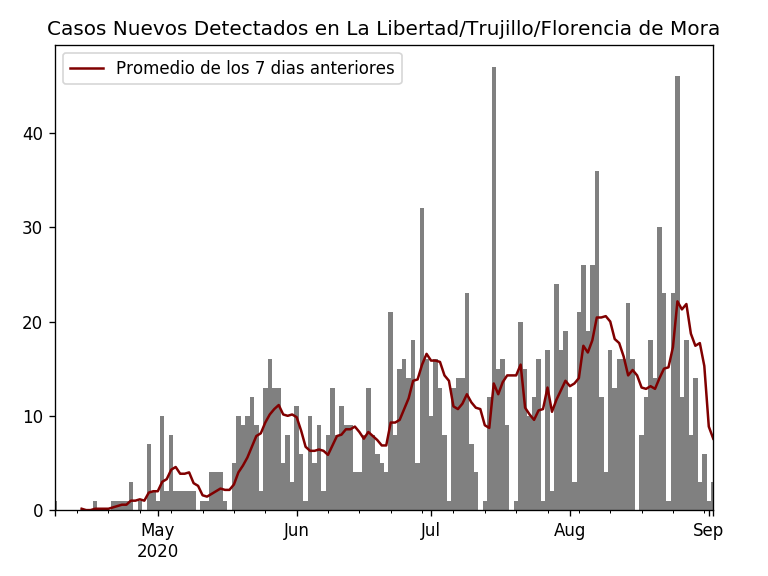 Casos Nuevos Detectados en La Libertad/Trujillo/Florencia de Mora
Promedio de los 7 dias anteriores
40
30
20
10
0
May Jun Jul Aug Sep
2020